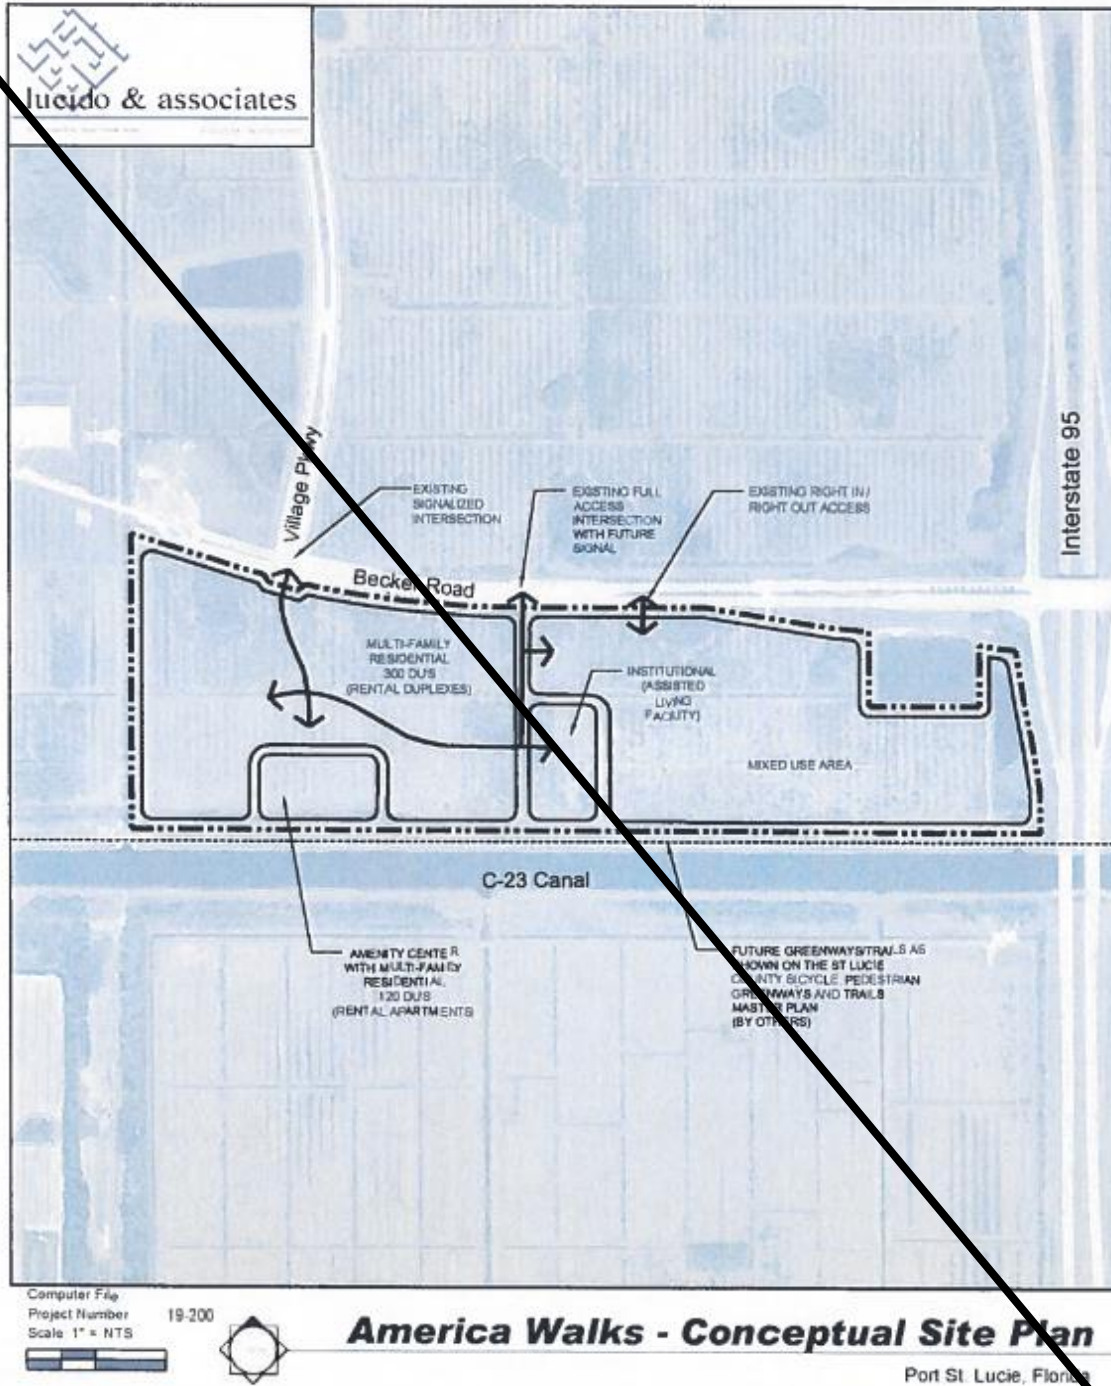 lucido & associates
Village Pkwy
Interstate 95
EXISTING
SIGNALIZED
INTERSECTION
EXISTING FULL
ACCESS
INTERSECTION
WITH FUTURE
SIGNAL
EXISTING RIGHT IN /
RIGHT OUT ACCESS
Becker Road
MULTI-FAMILY
RESIDENTIAL
300 DU'S
(RENTAL DUPLEXES)
INSTITUTIONAL
(ASSISTED
LIVING
FACILITY)
MIXED USE AREA
C-23 Canal
AMENITY CENTER
WITH MULTI-FAMILY
RESIDENTIAL
120 DU'S
(RENTAL APARTMENTS)
FUTURE GREENWAYS/TRAILS AS
SHOWN ON THE ST LUCIE
COUNTY BICYCLE, PEDESTRIAN
GREENWAYS AND TRAILS
MASTER PLAN
(BY OTHERS)
Computer File
Project Number 19-200
Scale 1" = NTS
America Walks - Conceptual Site Plan
Port St. Lucie, Florida